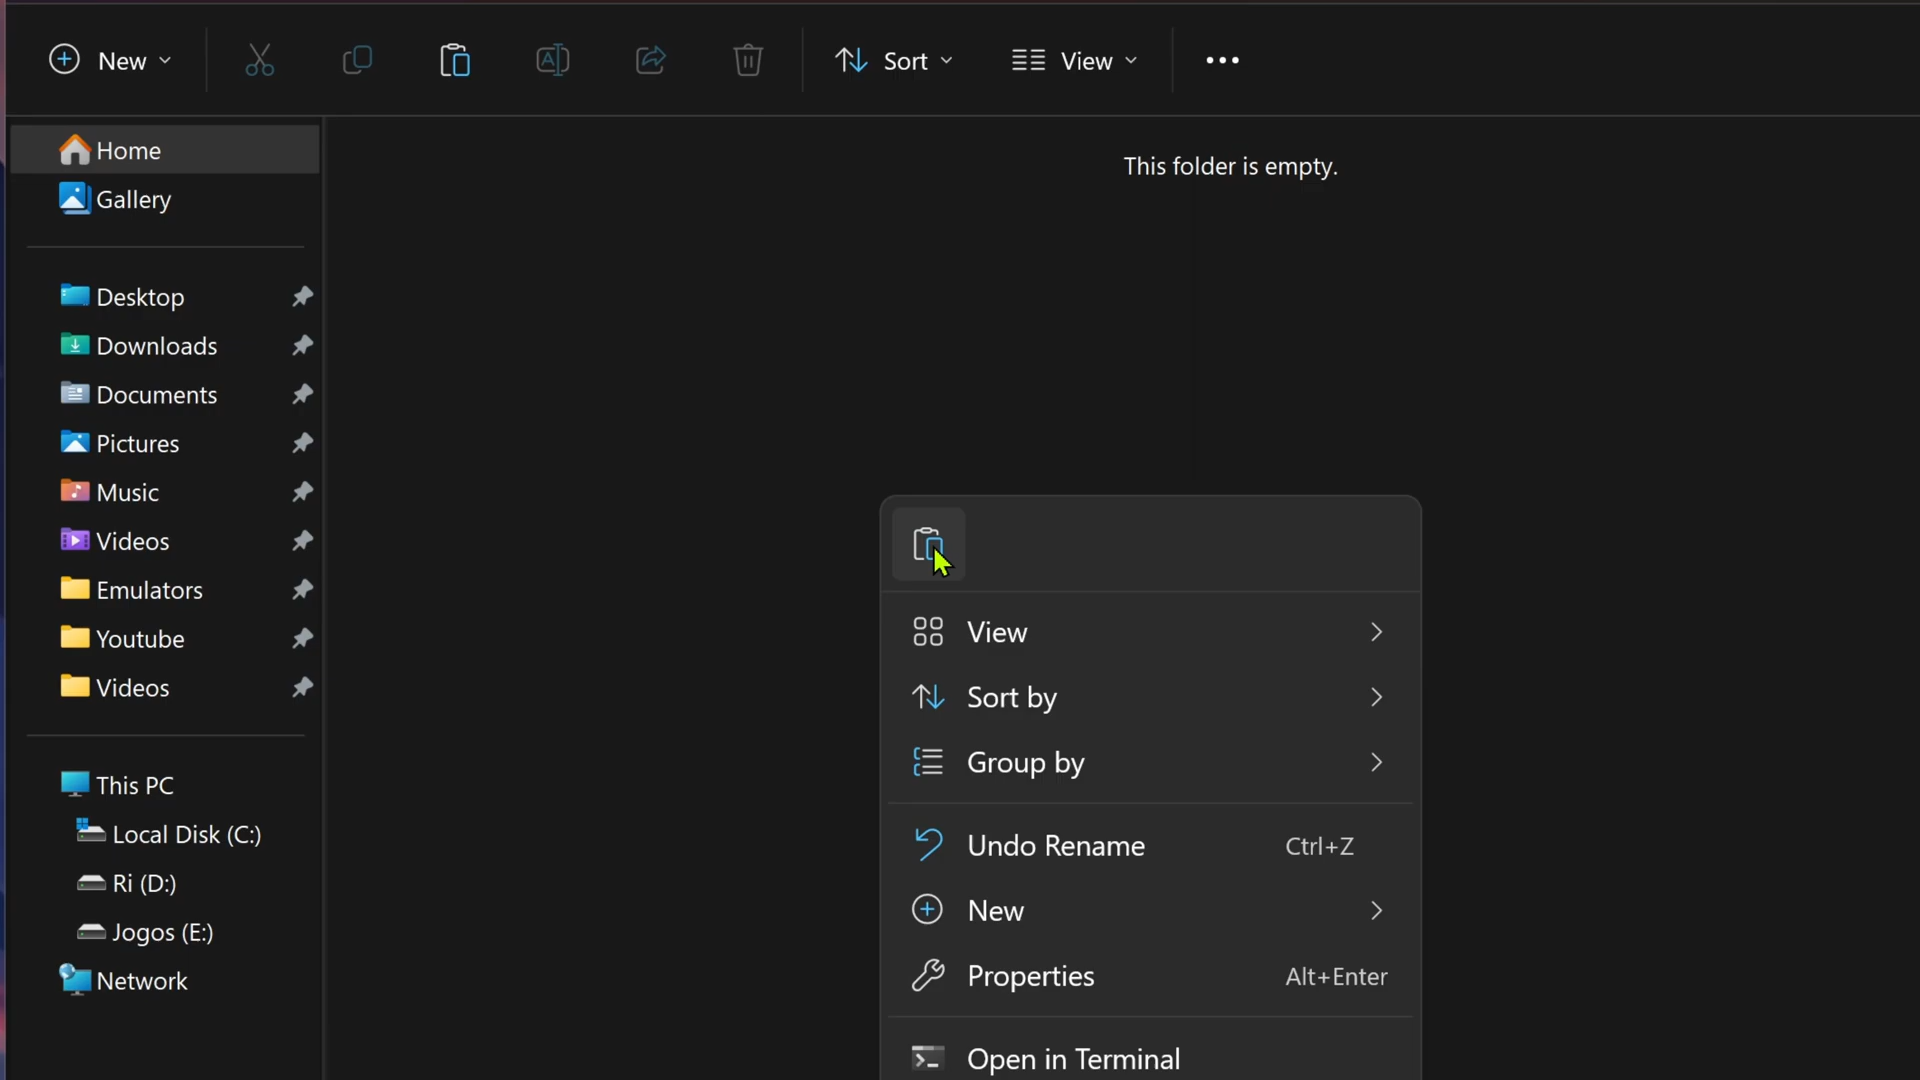 New
Sort
View
Home
Gallery
Desktop
Downloads
Documents
Pictures
Music
Videos
Emulators
Youtube
Videos
This PC
Local Disk (C:)
Ri (D:)
Jogos (E:)
Network
This folder is empty.
View
Sort by
Group by
Undo Rename Ctrl+Z
New
Properties Alt+Enter
Open in Terminal